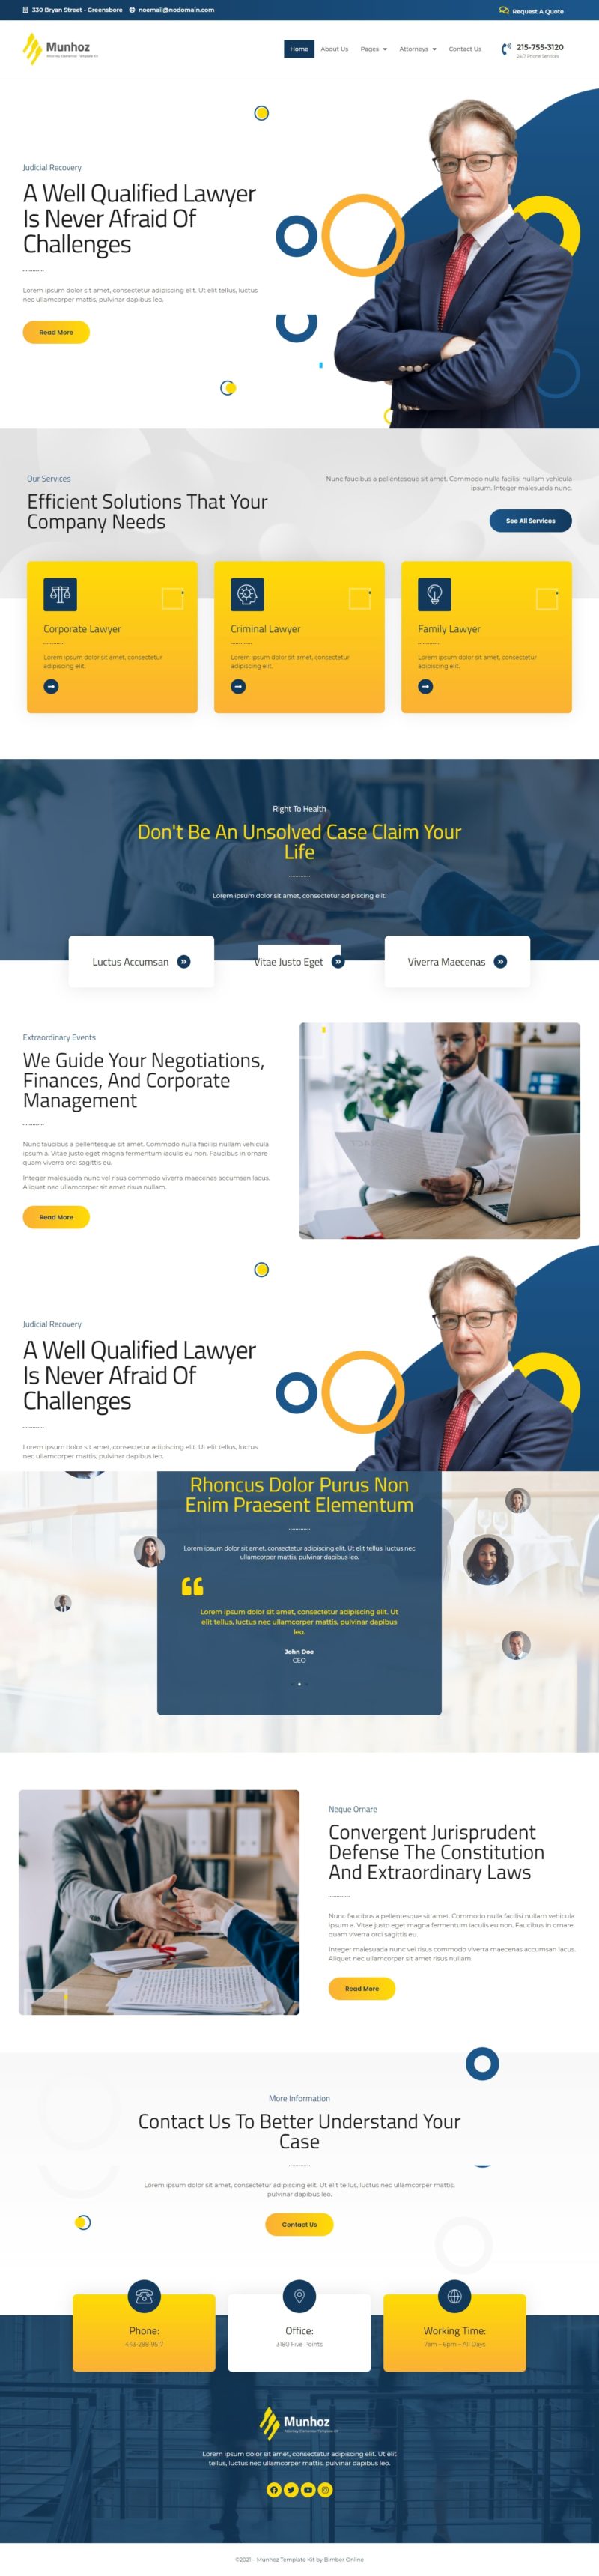 330 Bryan Street - Greensbore noemail@nodomain.com
Request A Quote
Munhoz
Home About Us Pages Attorneys Contact Us
215-755-3120
24/7 Phone Services
Judicial Recovery
A Well Qualified Lawyer
Is Never Afraid Of
Challenges
Lorem ipsum dolor sit amet, consectetur adipiscing elit. Ut elit tellus, luctus
nec ullamcorper mattis, pulvinar dapibus leo.
Read More
Our Services
Efficient Solutions That Your
Company Needs
Nunc faucibus a pellentesque sit amet. Commodo nulla facilisi nullam vehicula
ipsum. Integer malesuada nunc.
See All Services
Corporate Lawyer
Lorem ipsum dolor sit amet, consectetur
adipiscing elit.
Criminal Lawyer
Lorem ipsum dolor sit amet, consectetur
adipiscing elit.
Family Lawyer
Lorem ipsum dolor sit amet, consectetur
adipiscing elit.
Right To Health
Don't Be An Unsolved Case Claim Your
Life
Lorem ipsum dolor sit amet, consectetur adipiscing elit.
Luctus Accumsan
Vitae Justo Eget
Viverra Maecenas
Extraordinary Events
We Guide Your Negotiations,
Finances, And Corporate
Management
Nunc faucibus a pellentesque sit amet. Commodo nulla facilisi nullam vehicula
ipsum a. Vitae justo eget magna fermentum iaculis eu non. Faucibus in ornare
quam viverra orci sagittis eu.
Integer malesuada nunc vel risus commodo viverra maecenas accumsan lacus.
Aliquet nec ullamcorper sit amet risus nullam.
Read More
Judicial Recovery
A Well Qualified Lawyer
Is Never Afraid Of
Challenges
Lorem ipsum dolor sit amet, consectetur adipiscing elit. Ut elit tellus, luctus
nec ullamcorper mattis, pulvinar dapibus leo.
Rhoncus Dolor Purus Non
Enim Praesent Elementum
Lorem ipsum dolor sit amet, consectetur adipiscing elit. Ut elit tellus, luctus nec
ullamcorper mattis, pulvinar dapibus leo.
Lorem ipsum dolor sit amet, consectetur adipiscing elit. Ut
elit tellus, luctus nec ullamcorper mattis, pulvinar dapibus
leo.
John Doe
CEO
Neque Ornare
Convergent Jurisprudent
Defense The Constitution
And Extraordinary Laws
Nunc faucibus a pellentesque sit amet. Commodo nulla facilisi nullam vehicula
ipsum a. Vitae justo eget magna fermentum iaculis eu non. Faucibus in ornare
quam viverra orci sagittis eu.
Integer malesuada nunc vel risus commodo viverra maecenas accumsan lacus.
Aliquet nec ullamcorper sit amet risus nullam.
Read More
More Information
Contact Us To Better Understand Your
Case
Lorem ipsum dolor sit amet, consectetur adipiscing elit. Ut elit tellus, luctus nec ullamcorper mattis,
pulvinar dapibus leo.
Contact Us
Phone:
443-288-9517
Office:
3180 Five Points
Working Time:
7am – 6pm – All Days
Munhoz
Lorem ipsum dolor sit amet, consectetur adipiscing elit. Ut elit
tellus, luctus nec ullamcorper mattis, pulvinar dapibus leo.
©2021 – Munhoz Template Kit by Bimber Online